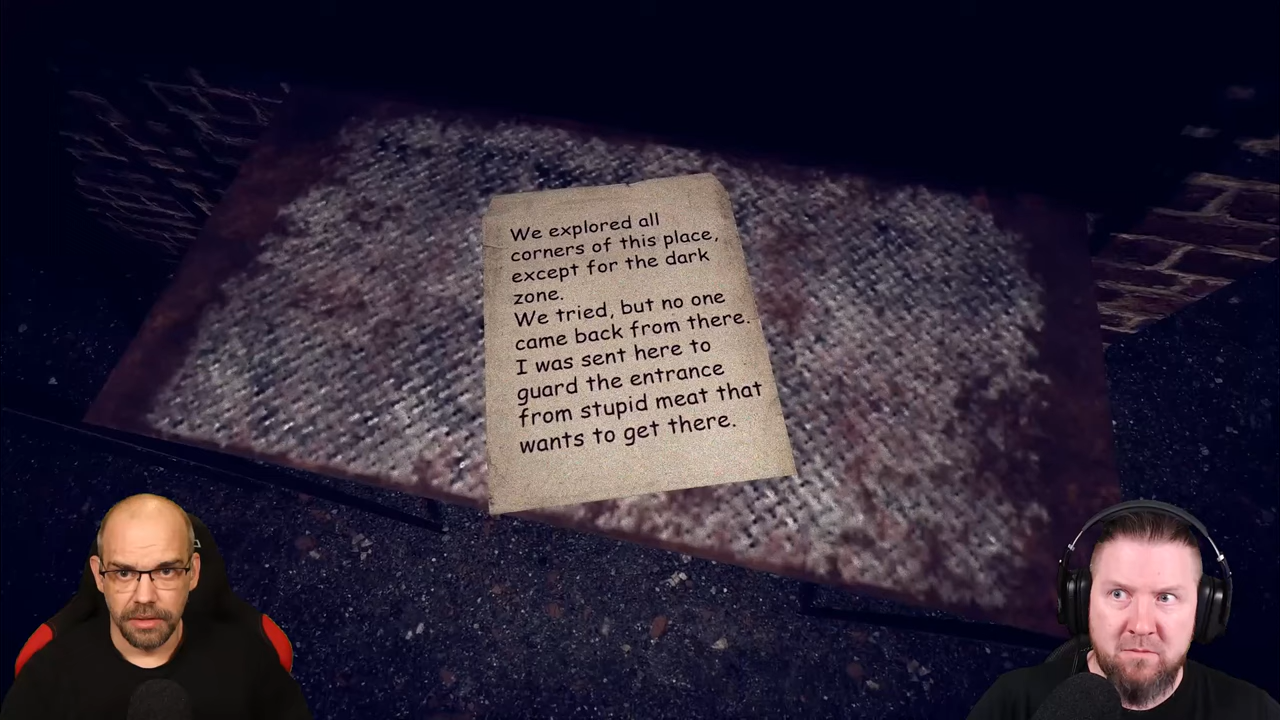 We explored all
corners of this place,
except for the dark
zone.
We tried, but no one
came back from there.
I was sent here to
guard the entrance
from stupid meat that
wants to get there.